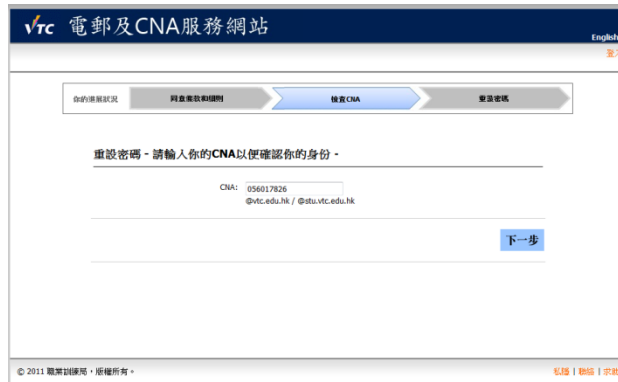 VTC 電郵及CNA服務網站
English
登
你的進展狀況 同意條款和細則 檢查CNA 重設密碼
重設密碼 - 請輸入你的CNA以便確認你的身份 -
CNA: 056017826
@vtc.edu.hk / @stu.vtc.edu.hk
下一步
© 2011 職業訓練局，版權所有。
私隱 | 聯絡 | 求助